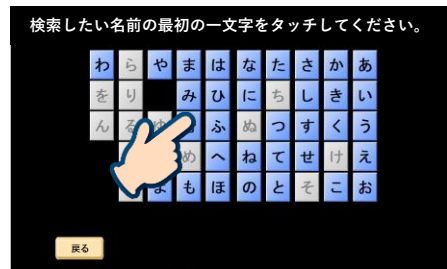 検索したい名前の最初の一文字をタッチしてください。
わ ら や ま は な た さ か あ
を り み ひ に ち し き い
ん る ゆ ふ ぬ つ す く う
め へ ね て せ け え
よ も ほ の と そ こ お
戻る